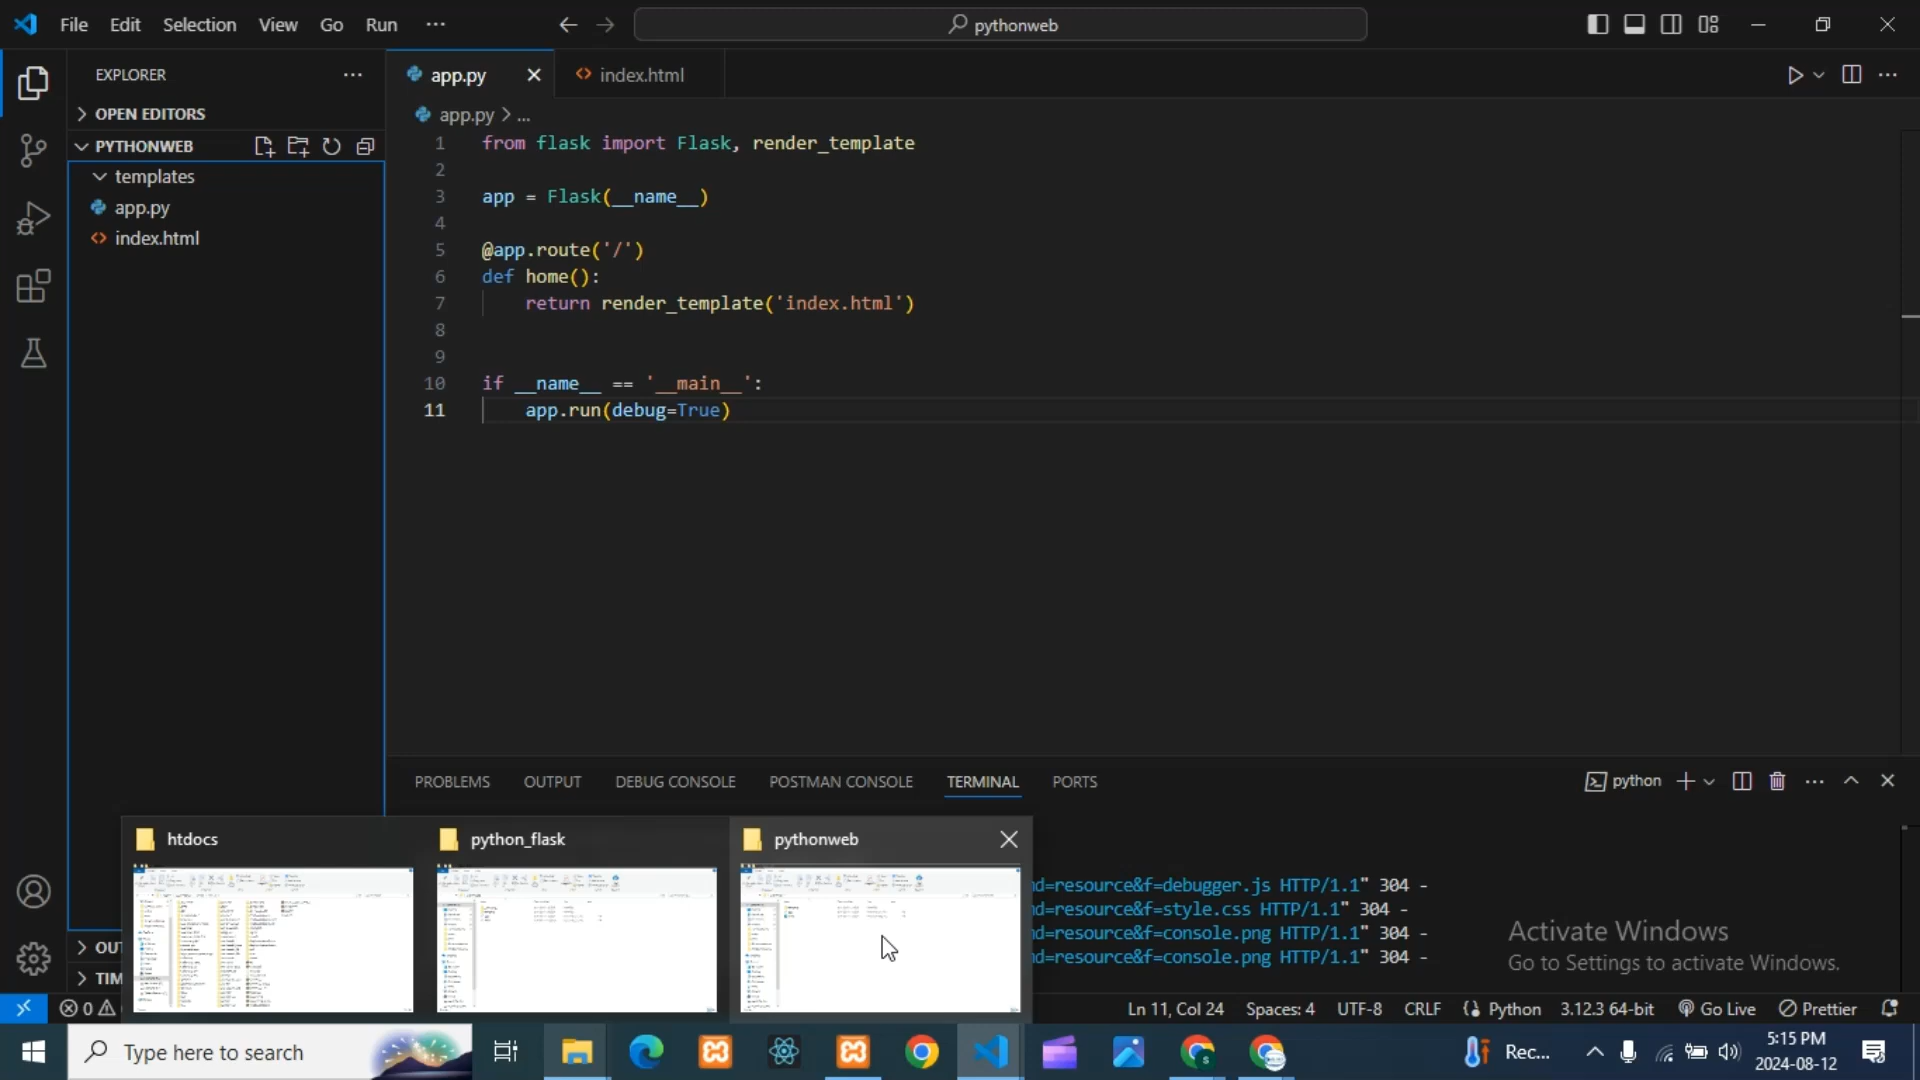 File Edit Selection View Go Run ···
pythonweb
EXPLORER
OPEN EDITORS
PYTHONWEB
templates
app.py
index.html
app.py
index.html
app.py > ...
1 from flask import Flask, render_template
2
3 app = Flask(__name__)
4
5 @app.route('/')
6 def home():
7 return render_template('index.html')
8
9
10 if __name__ == '__main__':
11 app.run(debug=True)
PROBLEMS OUTPUT DEBUG CONSOLE POSTMAN CONSOLE TERMINAL PORTS
python
htdocs
python_flask
pythonweb
nd=resource&f=debugger.js HTTP/1.1" 304 -
nd=resource&f=style.css HTTP/1.1" 304 -
nd=resource&f=console.png HTTP/1.1" 304 -
nd=resource&f=console.png HTTP/1.1" 304 -
Activate Windows
Go to Settings to activate Windows.
OUT
TIM
0
Ln 11, Col 24 Spaces: 4 UTF-8 CRLF Python 3.12.3 64-bit Go Live Prettier
Type here to search
Rec...
5:15 PM
2024-08-12